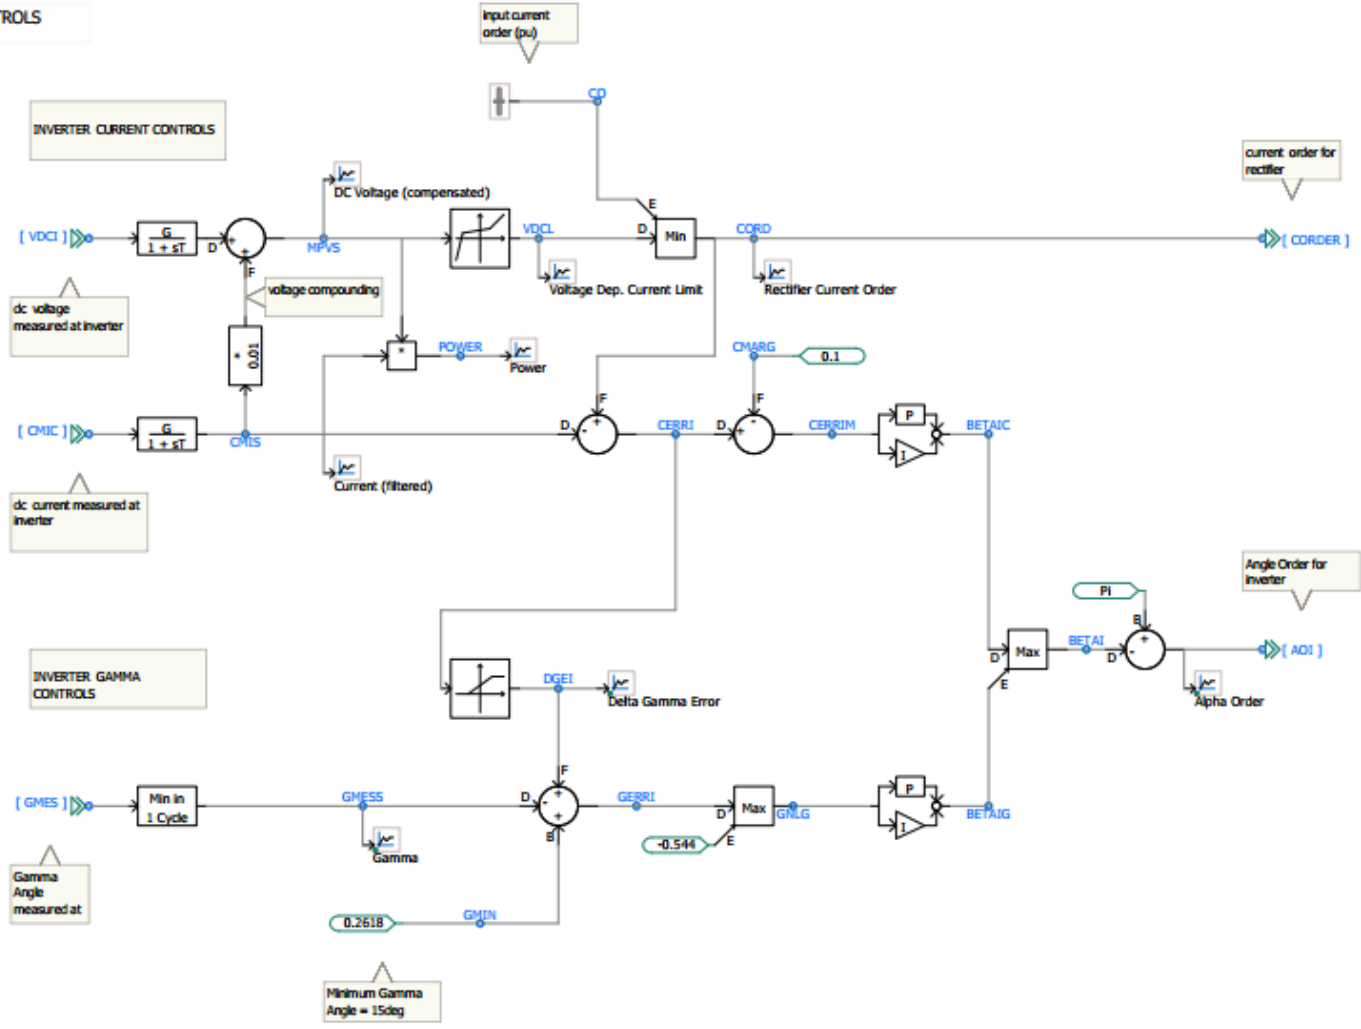 TROLS
input current
order (pu)
CO
INVERTER CURRENT CONTROLS
current order for
rectifier
DC Voltage (compensated)
E
[ VDCI ]
G
1 + sT
D
+
+
F
MPVS
VDCL
D
Min
CORD
[ CORDER ]
voltage compounding
Voltage Dep. Current Limit
Rectifier Current Order
dc voltage
measured at inverter
*
0.01
*
POWER
Power
CMARG
0.1
F
F
[ CMIC ]
G
1 + sT
CMIS
D
+
-
CERRI
D
-
+
CERRIM
P
I
BETAIC
Current (filtered)
dc current measured at
inverter
Angle Order for
inverter
Pi
B
INVERTER GAMMA
CONTROLS
D
Max
E
BETAI
D
+
-
[ AOI ]
Alpha Order
DGEI
Delta Gamma Error
F
[ GMES ]
Min in
1 Cycle
GMESS
Gamma
D
-
+
+
B
GERRI
D
Max
E
-0.544
GNLG
P
I
BETAIG
Gamma
Angle
measured at
0.2618
GMIN
Minimum Gamma
Angle = 15deg